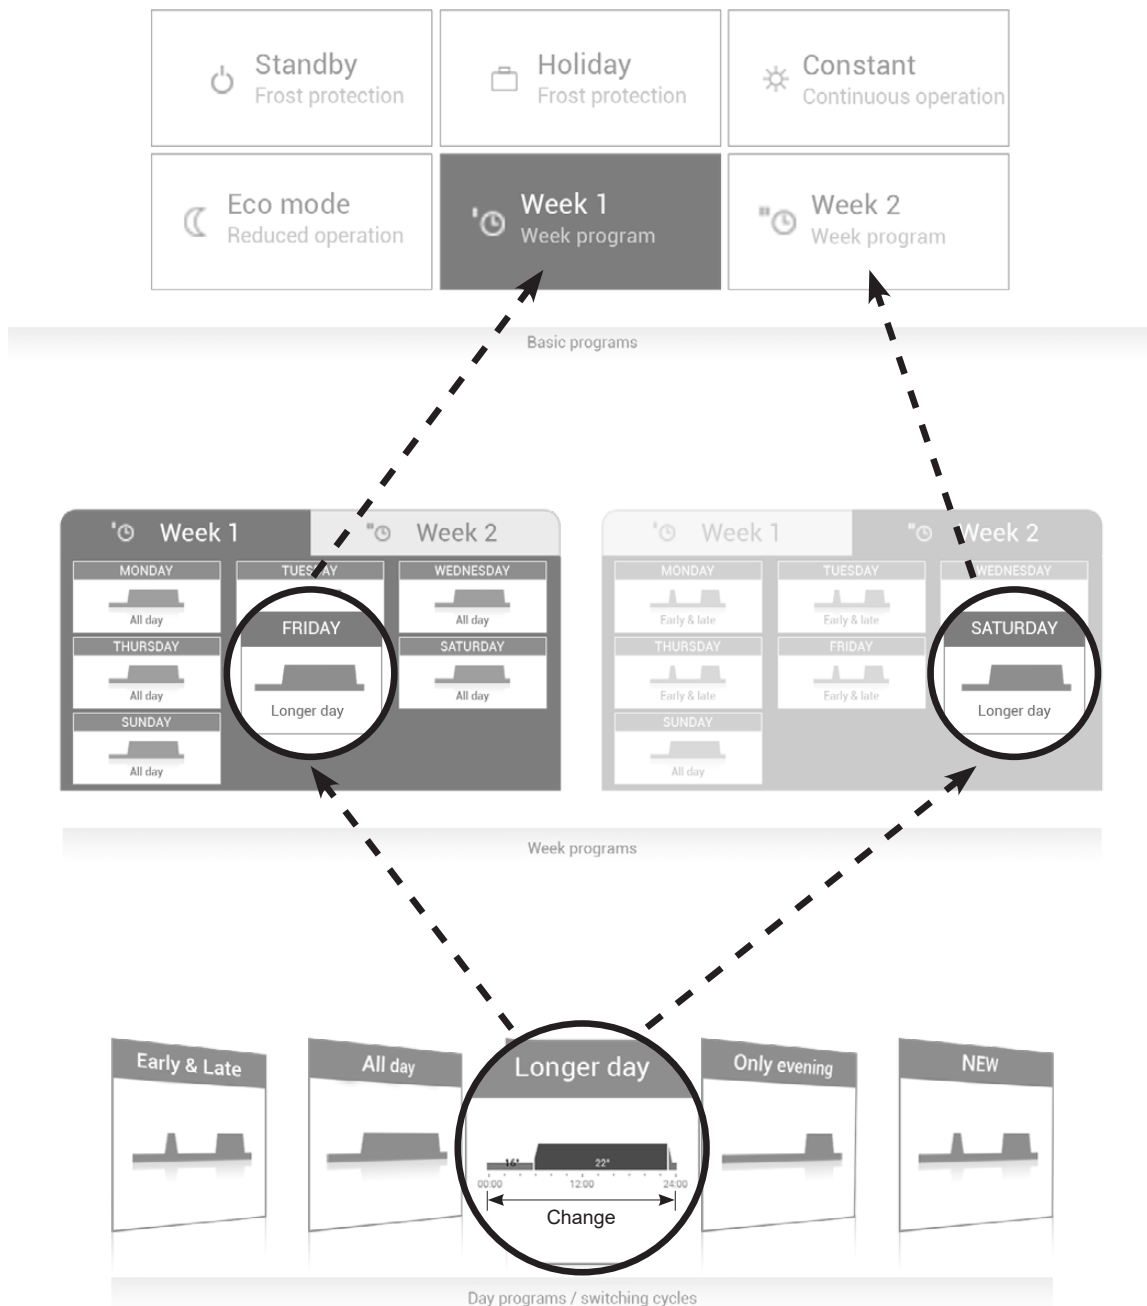 Standby
Frost protection
Holiday
Frost protection
Constant
Continuous operation
Eco mode
Reduced operation
Week 1
Week program
Week 2
Week program
Basic programs
Week 1
Week 2
MONDAY
All day
TUESDAY
WEDNESDAY
All day
THURSDAY
All day
FRIDAY
Longer day
SATURDAY
All day
SUNDAY
All day
Week 1
Week 2
MONDAY
Early & late
TUESDAY
Early & late
WEDNESDAY
THURSDAY
Early & late
FRIDAY
Early & late
SATURDAY
Longer day
SUNDAY
All day
Week programs
Early & Late
All day
Longer day
16°
22°
00:00
12:00
24:00
Change
Only evening
NEW
Day programs / switching cycles